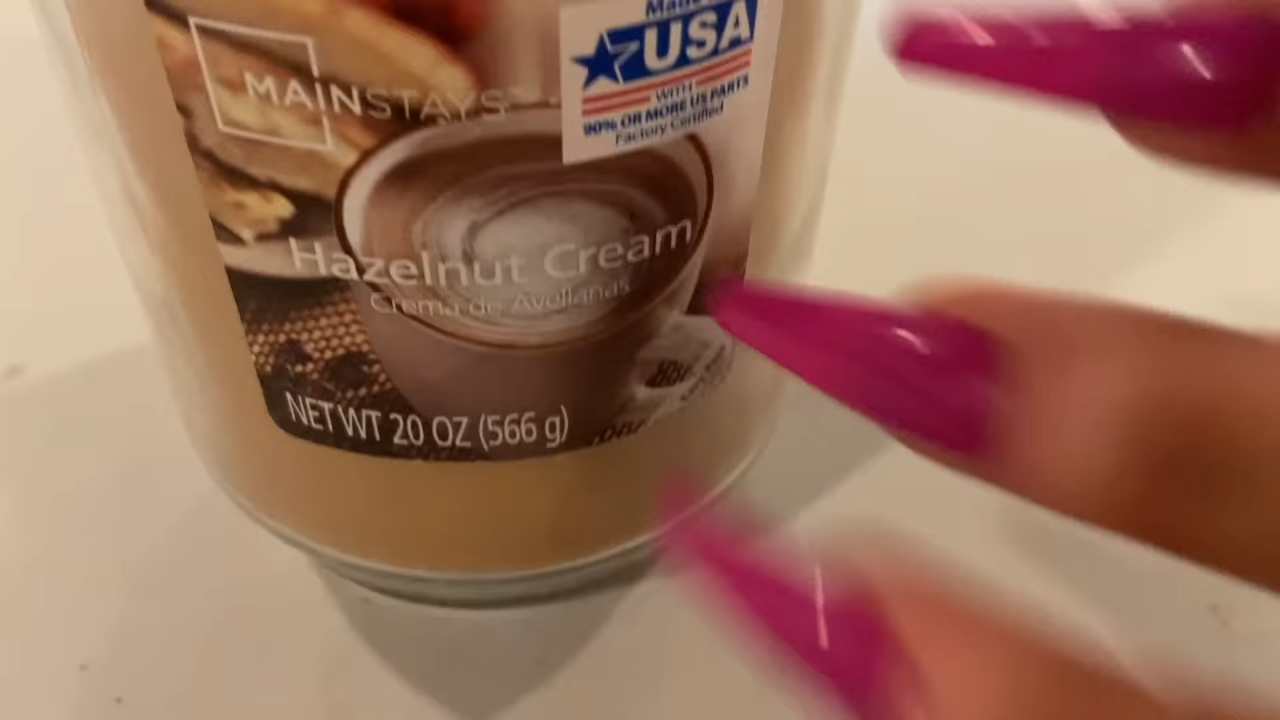 Made
USA
WITH
90% OR MORE US PARTS
Factory Certified
MAINSTAYS
Hazelnut Cream
Crema de Avellanas
NET WT 20 OZ (566 g)